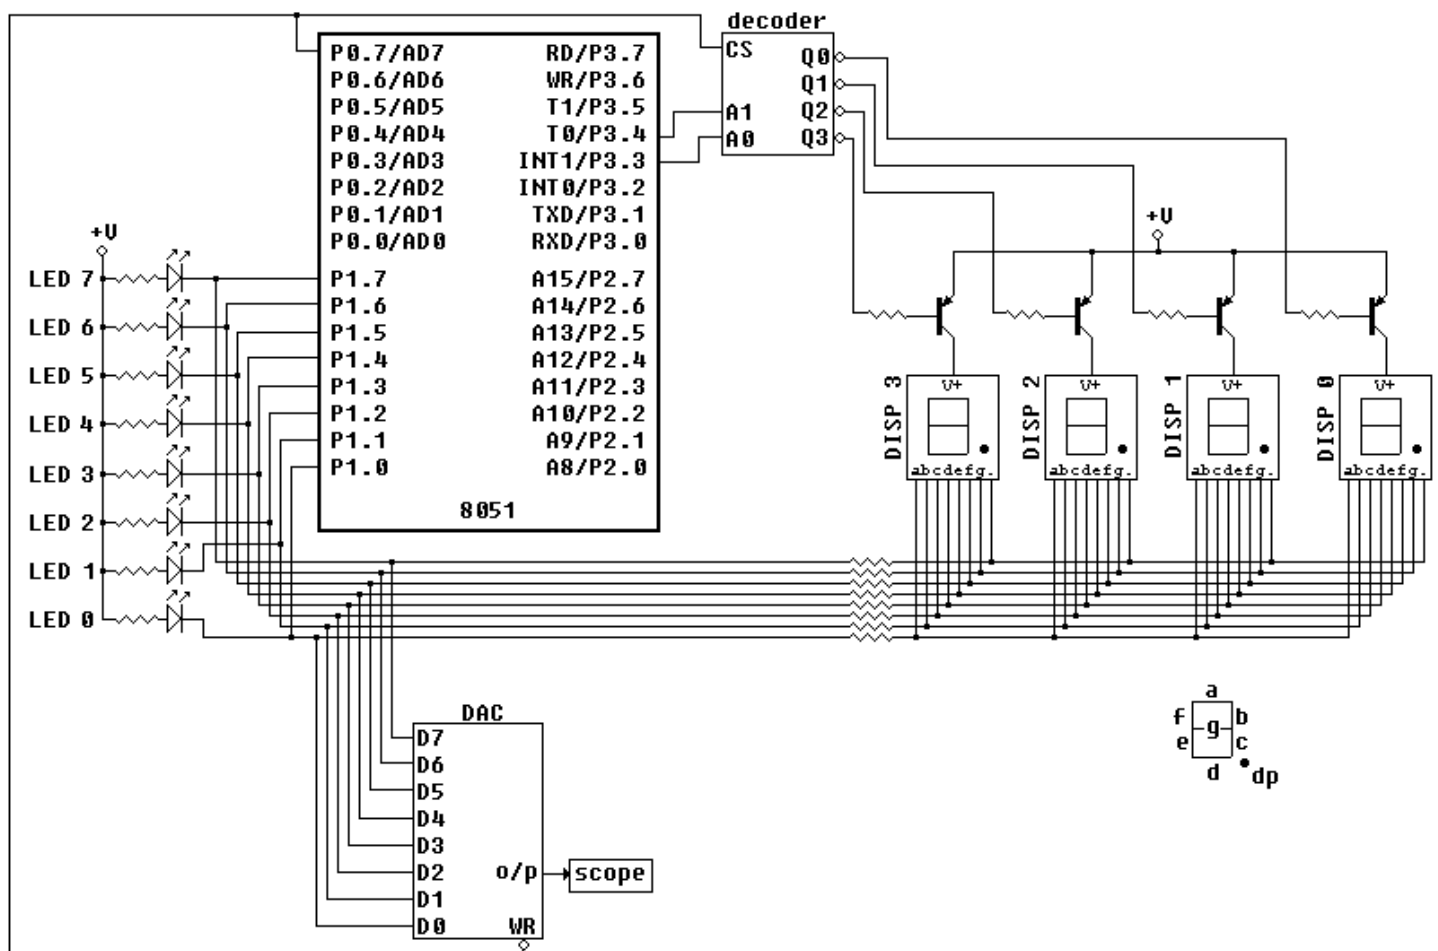 decoder
CS
A1
A0
Q0
Q1
Q2
Q3
P0.7/AD7 RD/P3.7
P0.6/AD6 WR/P3.6
P0.5/AD5 T1/P3.5
P0.4/AD4 T0/P3.4
P0.3/AD3 INT1/P3.3
P0.2/AD2 INT0/P3.2
P0.1/AD1 TXD/P3.1
P0.0/AD0 RXD/P3.0
P1.7 A15/P2.7
P1.6 A14/P2.6
P1.5 A13/P2.5
P1.4 A12/P2.4
P1.3 A11/P2.3
P1.2 A10/P2.2
P1.1 A9/P2.1
P1.0 A8/P2.0
8051
+V
LED 7
LED 6
LED 5
LED 4
LED 3
LED 2
LED 1
LED 0
+V
DISP 3
V+
abcdefg.
DISP 2
V+
abcdefg.
DISP 1
V+
abcdefg.
DISP 0
V+
abcdefg.
DAC
D7
D6
D5
D4
D3
D2
D1
D0
o/p
WR
scope
a
f b
g
e c
d
dp